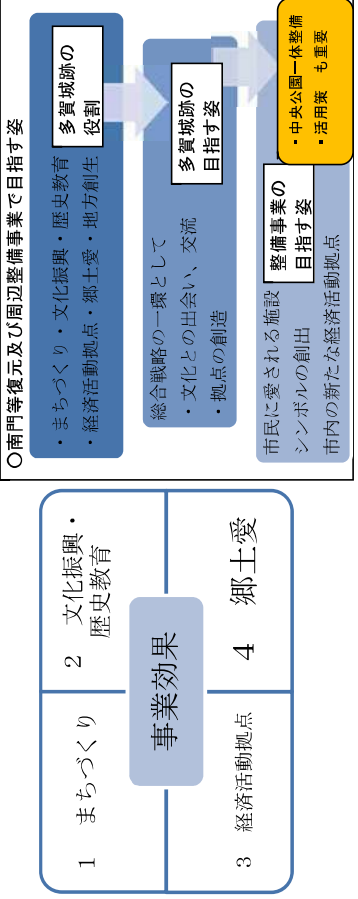 １　まちづくり
２　文化振興・
歴史教育
事業効果
３　経済活動拠点
４　郷土愛
〇南門等復元及び周辺整備事業で目指す姿
多賀城跡の
役割
・まちづくり・文化振興・歴史教育
・経済活動拠点・郷土愛・地方創生
多賀城跡の
目指す姿
総合戦略の一環として
・文化との出会い、交流
・拠点の創造
整備事業の
目指す姿
市民に愛される施設
シンボルの創出
市内の新たな経済活動拠点
・中央公園一体整備
・活用策　も重要